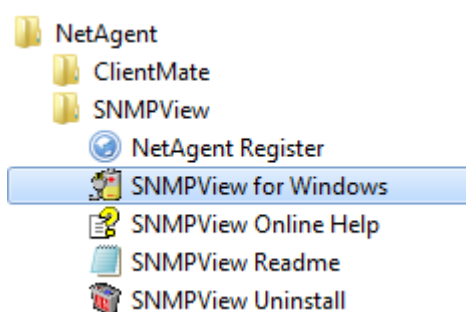 NetAgent
ClientMate
SNMPView
NetAgent Register
SNMPView for Windows
SNMPView Online Help
SNMPView Readme
SNMPView Uninstall